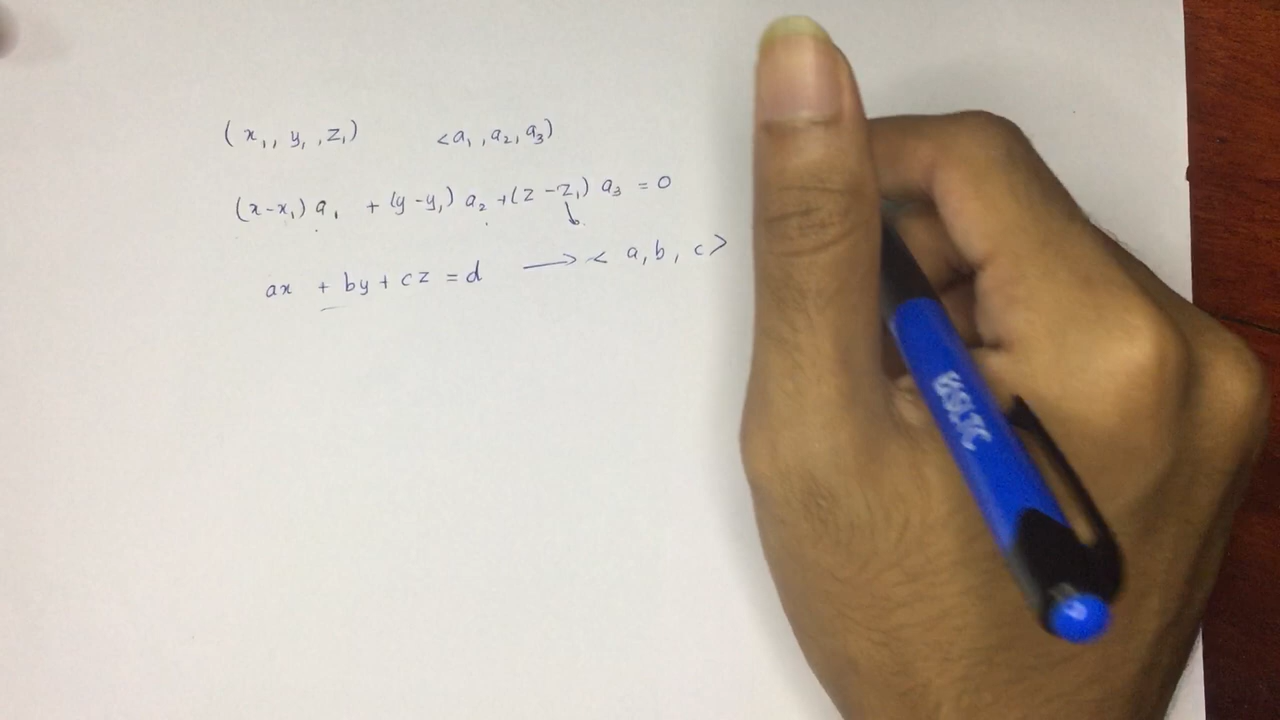 (x₁, y₁, z₁) <a₁, a₂, a₃)
(x-x₁) a₁ + (y-y₁) a₂ + (z-z₁) a₃ = 0
ax + by + cz = d ⟶ < a, b, c >